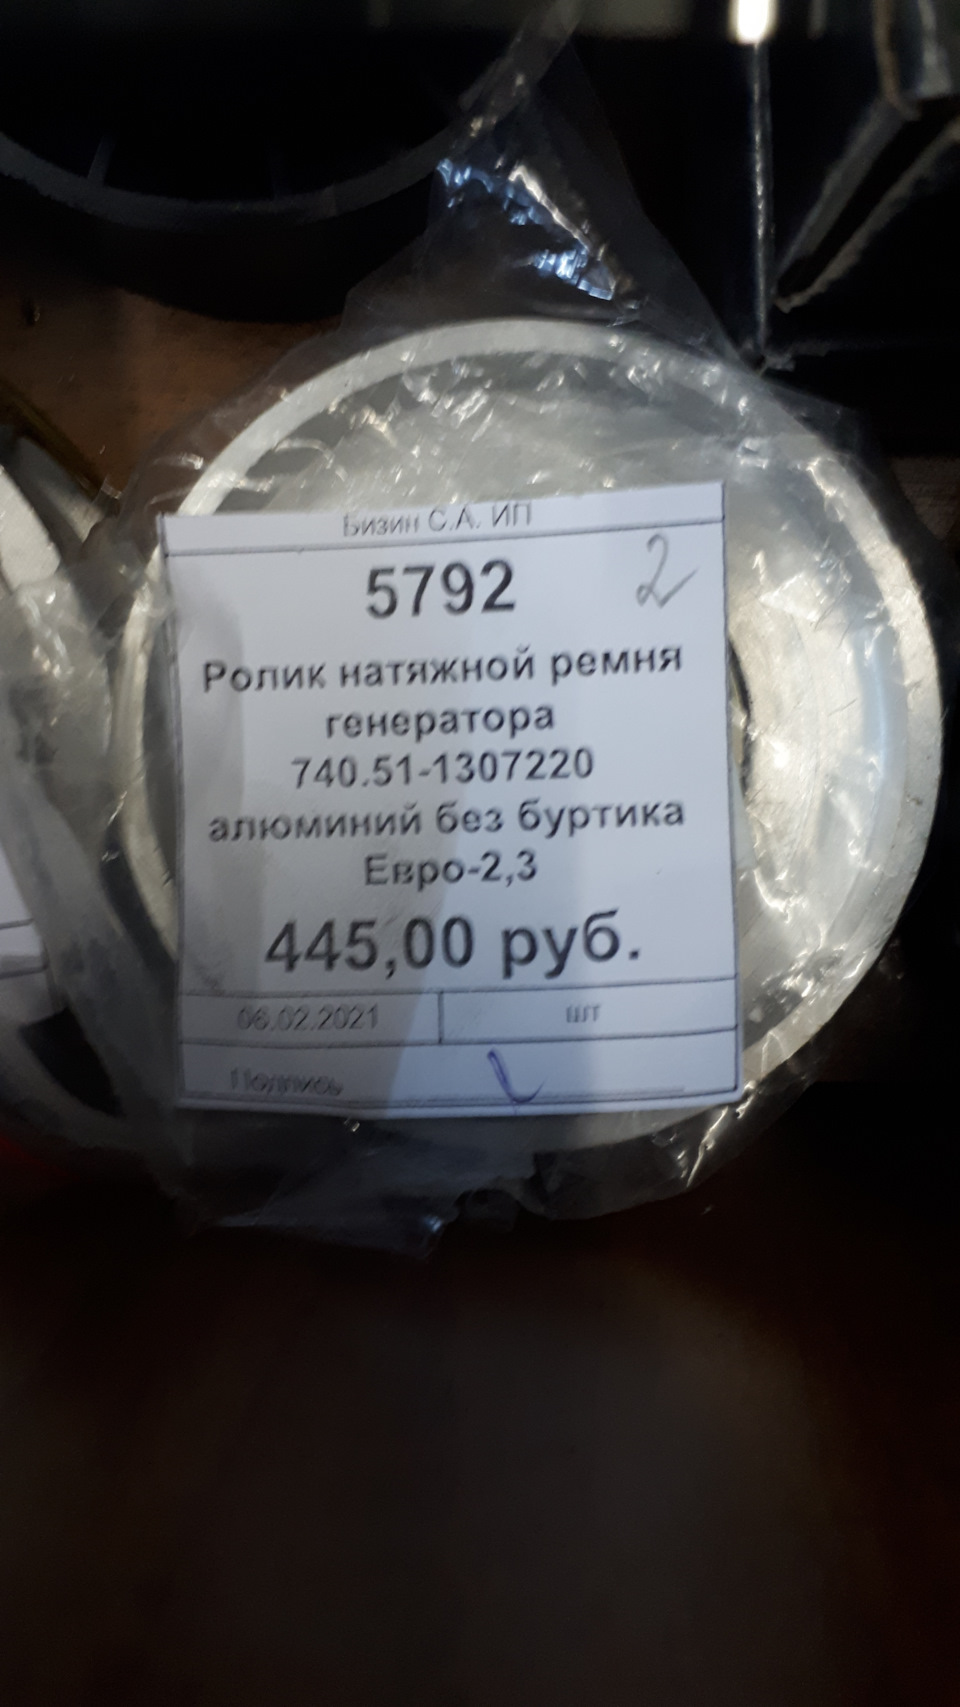 Бизин С.А. ИП
5792
2
Ролик натяжной ремня
генератора
740.51-1307220
алюминий без буртика
Евро-2,3
445,00 руб.
06.02.2021
шт
Подпись